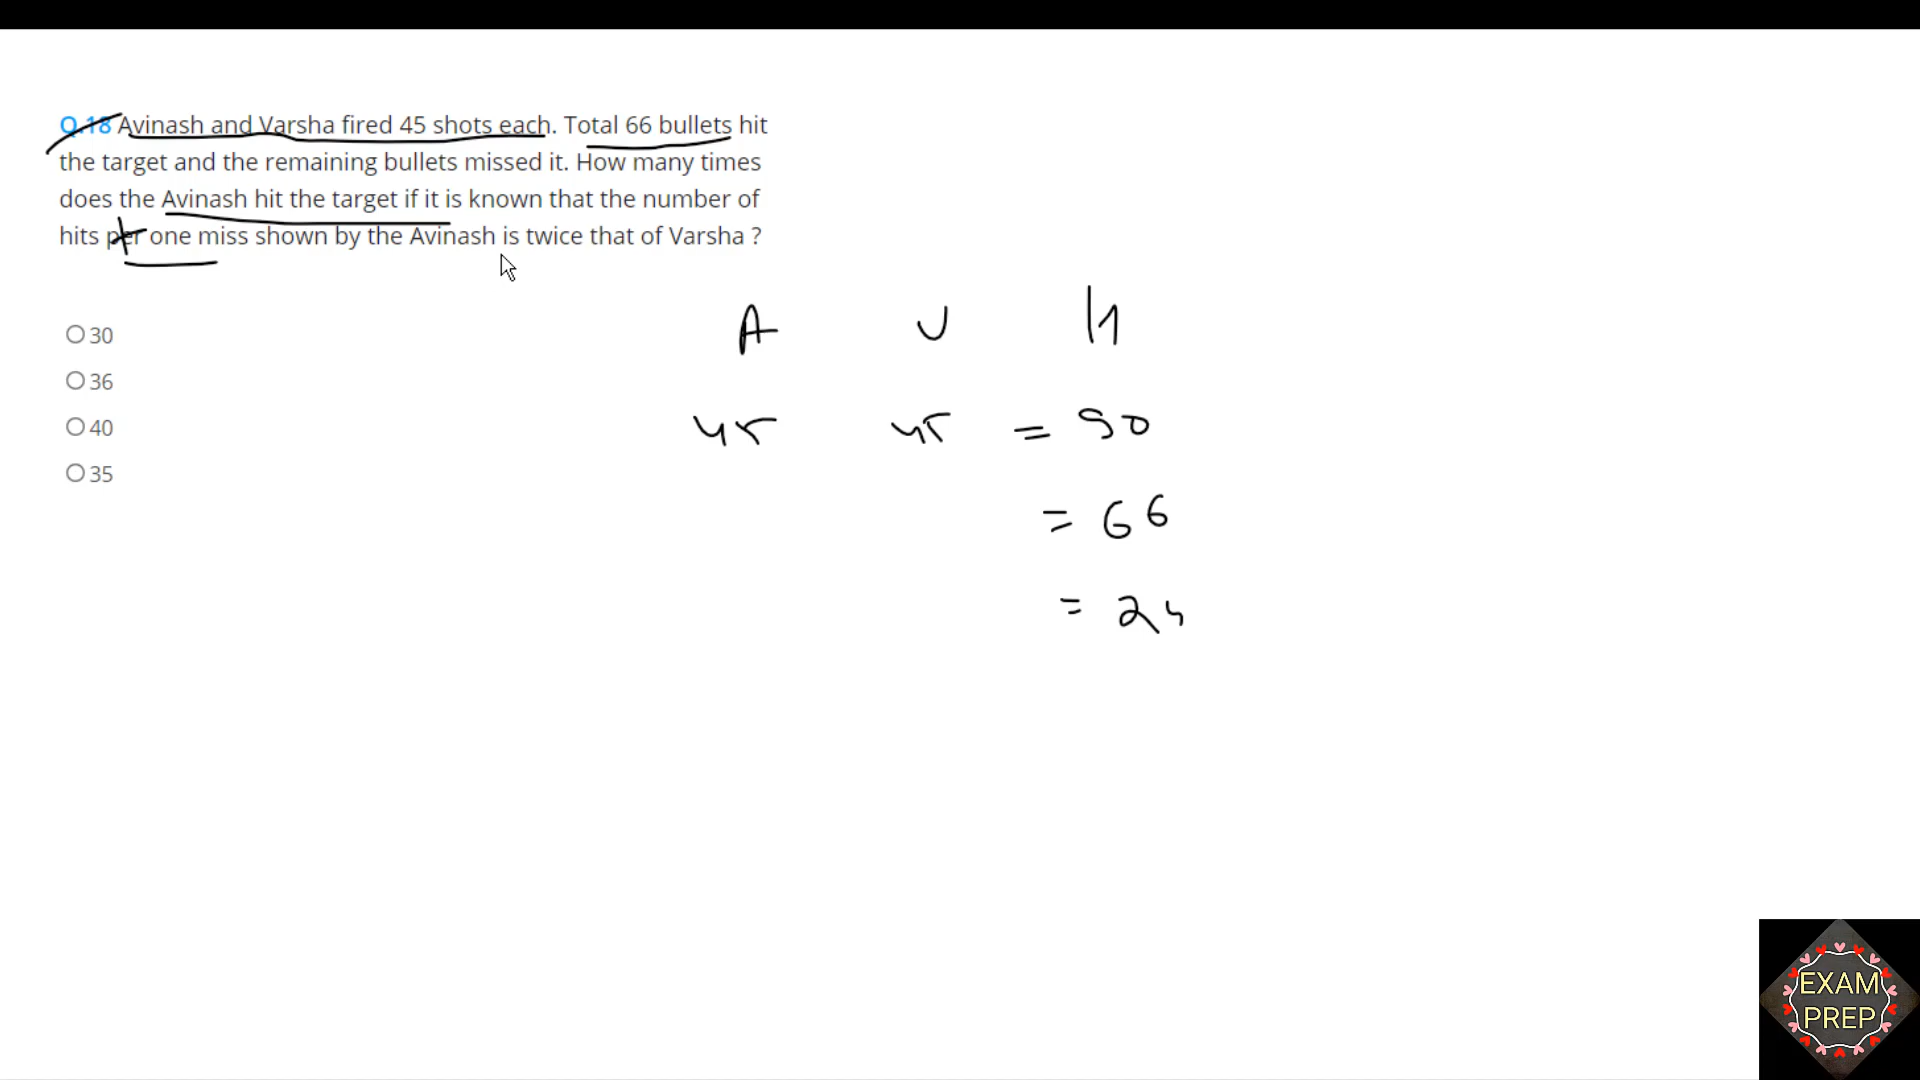 Q.18 Avinash and Varsha fired 45 shots each. Total 66 bullets hit
the target and the remaining bullets missed it. How many times
does the Avinash hit the target if it is known that the number of
hits per one miss shown by the Avinash is twice that of Varsha ?
30
36
40
35
A V
45 45 = 90
= 66
= 24
EXAM
PREP